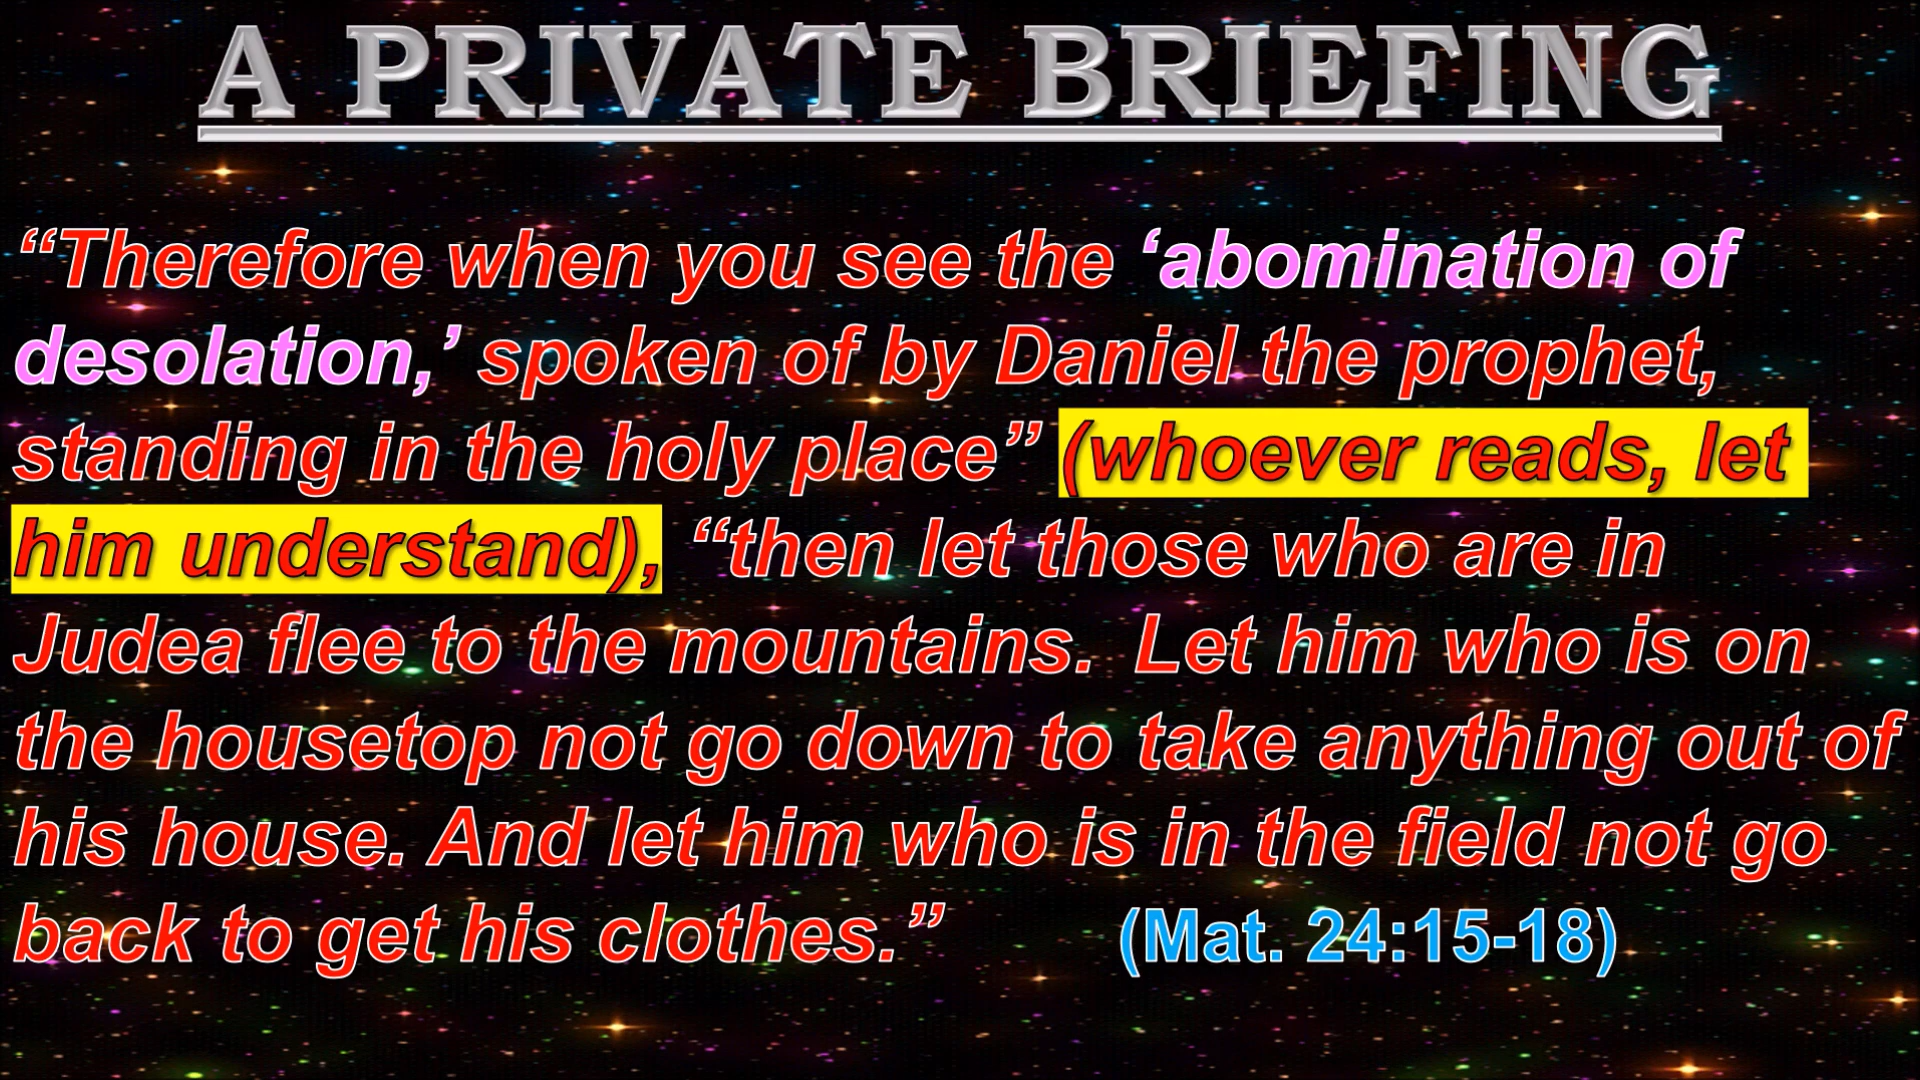 A PRIVATE BRIEFING
“Therefore when you see the ‘abomination of
desolation,’ spoken of by Daniel the prophet,
standing in the holy place” (whoever reads, let
him understand), “then let those who are in
Judea flee to the mountains. Let him who is on
the housetop not go down to take anything out of
his house. And let him who is in the field not go
back to get his clothes.” (Mat. 24:15-18)